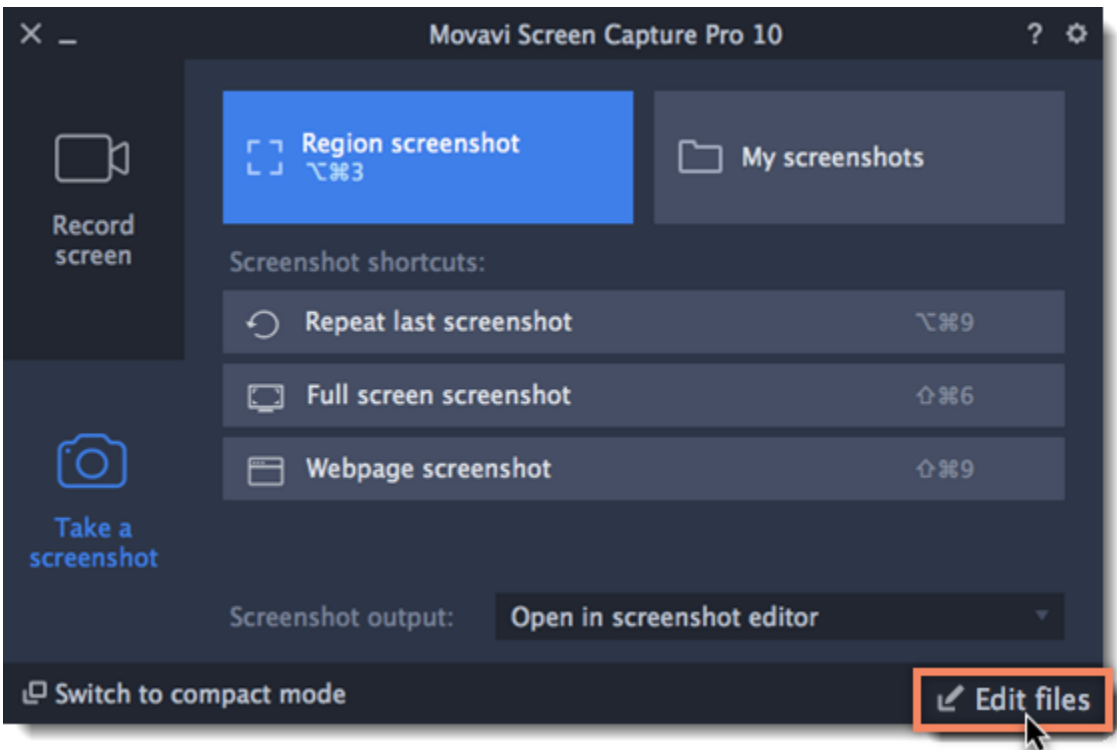 Movavi Screen Capture Pro 10 ?
Record
screen
Region screenshot
⌥⌘3
My screenshots
Screenshot shortcuts:
Repeat last screenshot ⌥⌘9
Full screen screenshot ⇧⌘6
Webpage screenshot ⇧⌘9
Take a
screenshot
Screenshot output: Open in screenshot editor
Switch to compact mode
Edit files